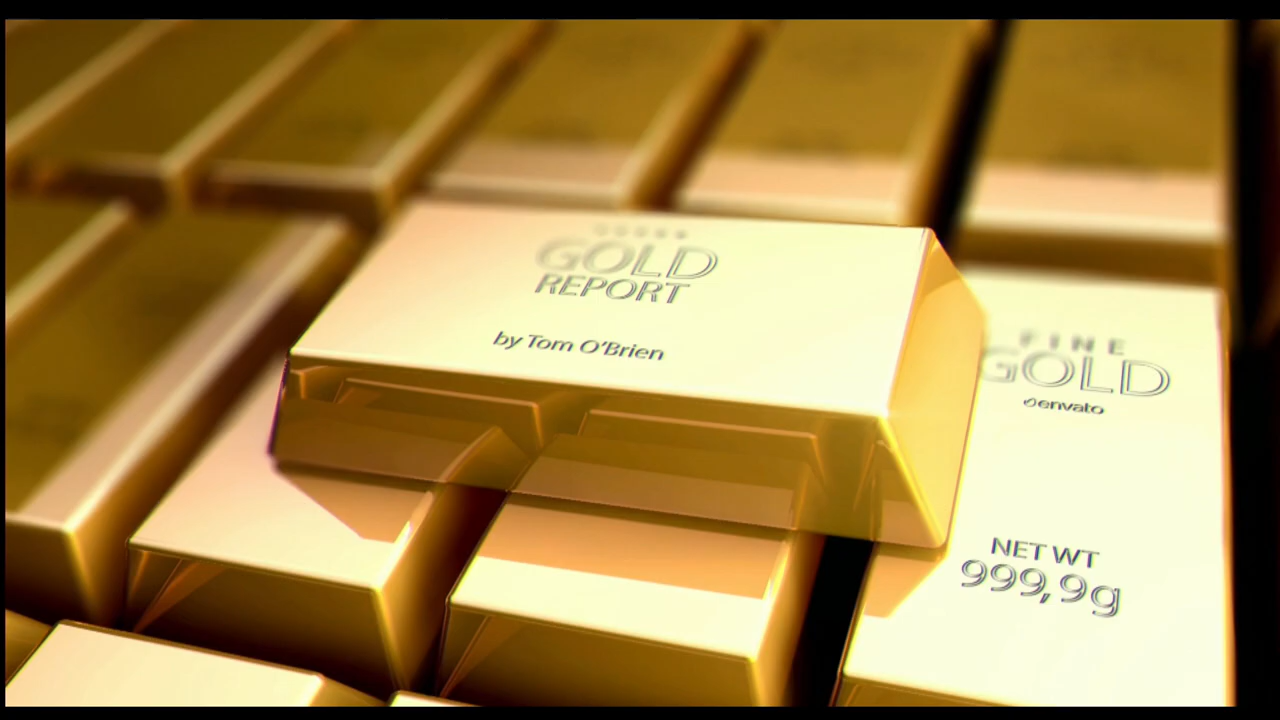 GOLD
REPORT
by Tom O'Brien
FINE
GOLD
envato
NET WT
999,9g